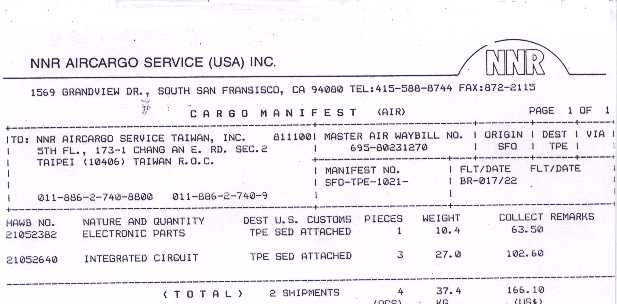 NNR AIRCARGO SERVICE (USA) INC.
NNR
1569 GRANDVIEW DR., SOUTH SAN FRANSISCO, CA 94080 TEL:415-588-8744 FAX:872-2115
CARGO MANIFEST (AIR) PAGE 1 OF 1
TO: NNR AIRCARGO SERVICE TAIWAN, INC. 811100 MASTER AIR WAYBILL NO. ORIGIN DEST VIA
5TH FL., 173-1 CHANG AN E. RD. SEC.2 695-80231270 SFO TPE
TAIPEI (10406) TAIWAN R.O.C.
MANIFEST NO. FLT/DATE FLT/DATE
SFO-TPE-1021- BR-017/22
011-886-2-740-8800 011-886-2-740-9
HAWB NO. NATURE AND QUANTITY DEST U.S. CUSTOMS PIECES WEIGHT COLLECT REMARKS
21052382 ELECTRONIC PARTS TPE SED ATTACHED 1 10.4 63.50
21052640 INTEGRATED CIRCUIT TPE SED ATTACHED 3 27.0 102.60
(TOTAL) 2 SHIPMENTS 4 37.4 166.10
(PCS) KG (US$)